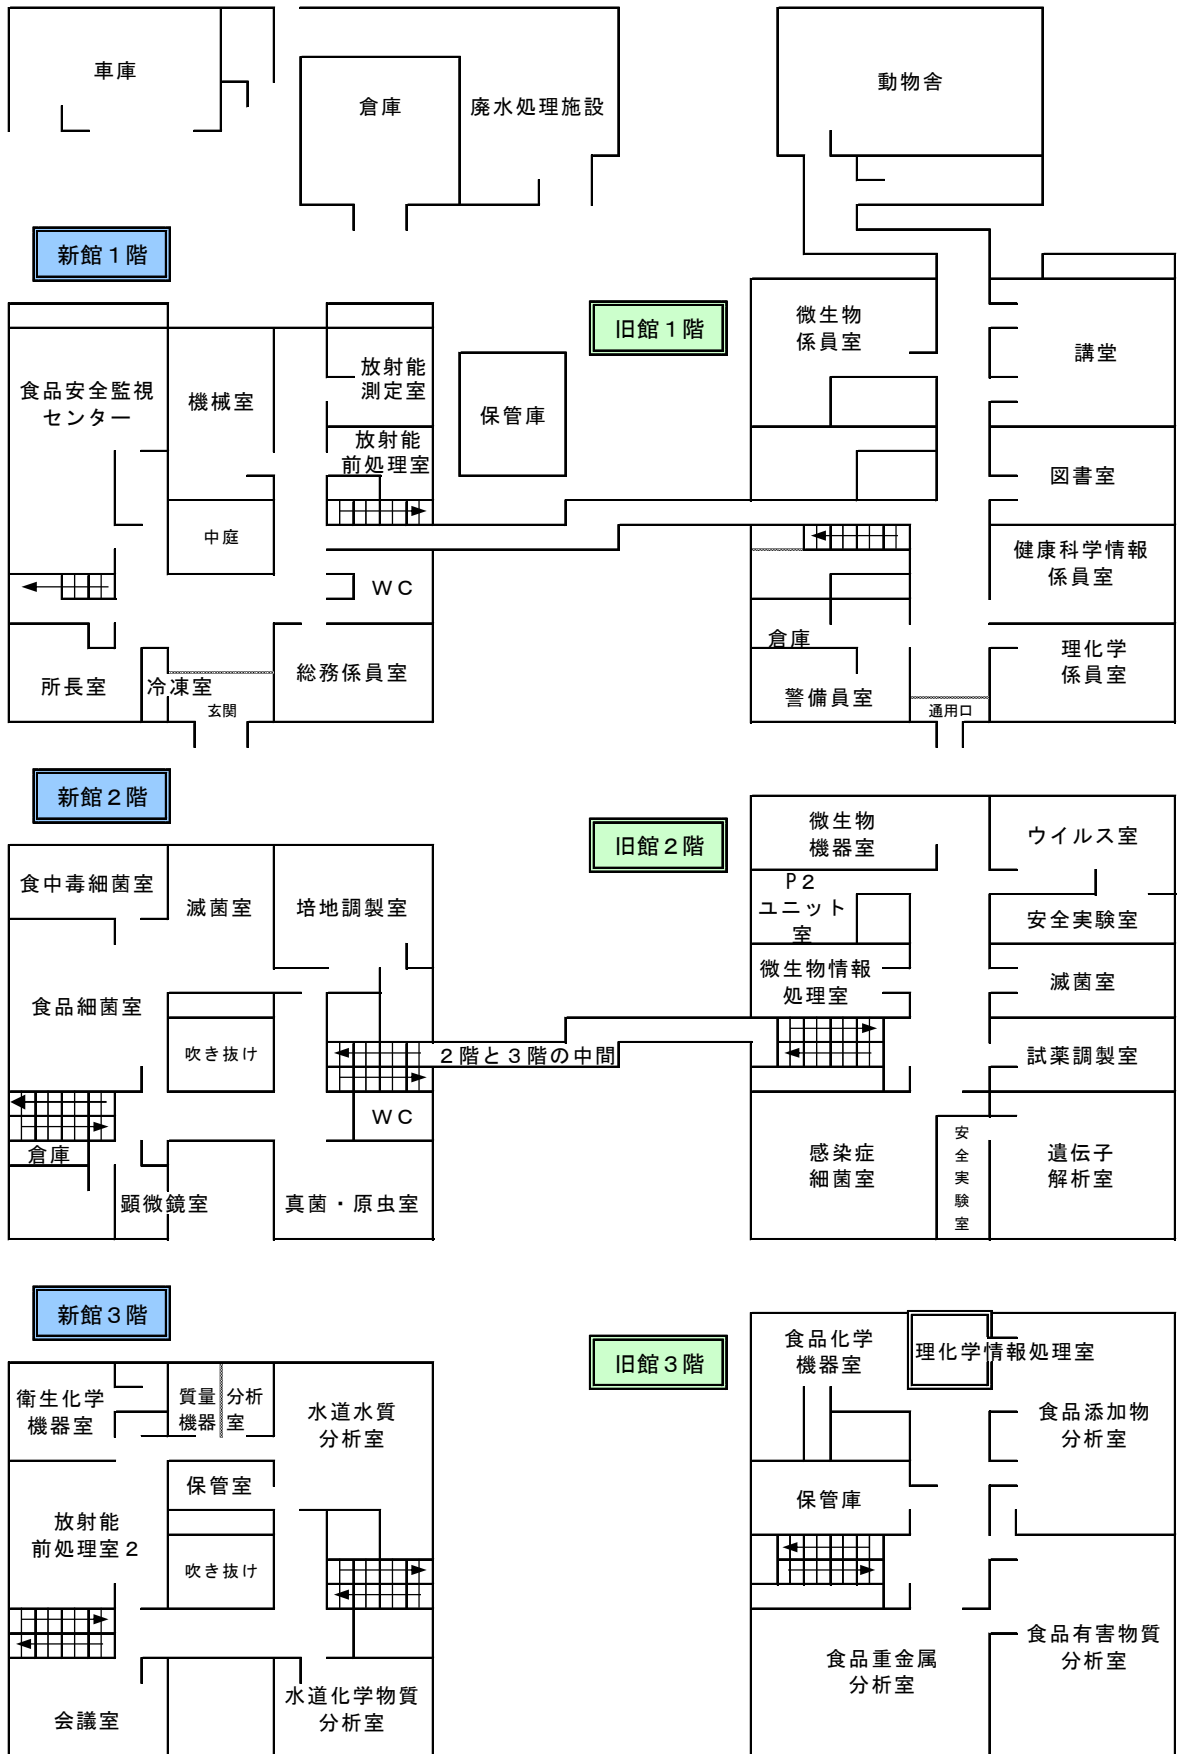 車庫
倉庫
廃水処理施設
動物舎
新館１階
旧館１階
食品安全監視
センター
機械室
放射能
測定室
放射能
前処理室
保管庫
中庭
ＷＣ
所長室
冷凍室
玄関
総務係員室
微生物
係員室
講堂
図書室
健康科学情報
係員室
倉庫
理化学
係員室
警備員室
通用口
新館２階
旧館２階
食中毒細菌室
滅菌室
培地調製室
食品細菌室
吹き抜け
２階と３階の中間
ＷＣ
倉庫
顕微鏡室
真菌・原虫室
微生物
機器室
ウイルス室
Ｐ２
ユニット
室
安全実験室
微生物情報
処理室
滅菌室
試薬調製室
感染症
細菌室
安
全
実
験
室
遺伝子
解析室
新館３階
旧館３階
衛生化学
機器室
質量
機器
分析
室
水道水質
分析室
保管室
放射能
前処理室２
吹き抜け
会議室
水道化学物質
分析室
食品化学
機器室
理化学情報処理室
食品添加物
分析室
保管庫
食品重金属
分析室
食品有害物質
分析室